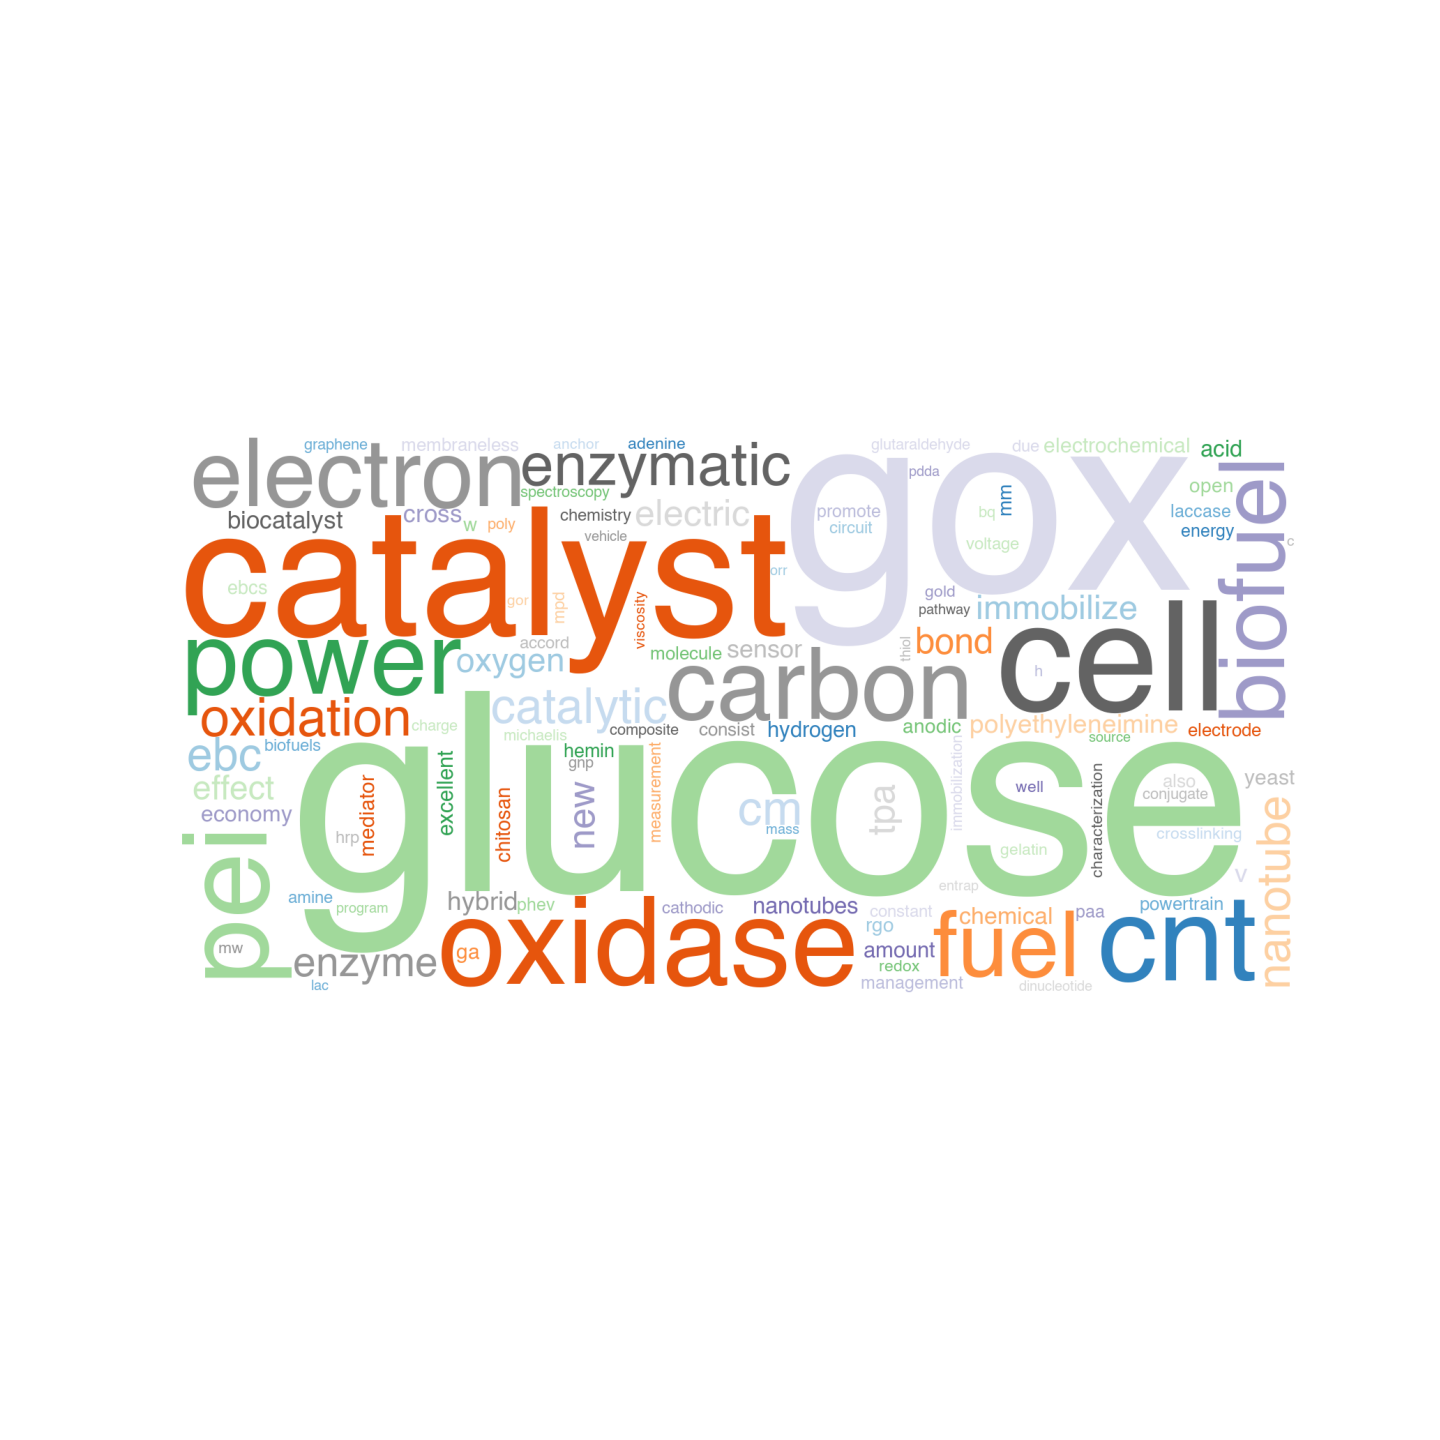 graphene
membraneless
anchor
adenine
glutaraldehyde
due
electrochemical
acid
electron
enzymatic
gox
pdda
biofuel
open
spectroscopy
mm
biocatalyst
cross
w
poly
chemistry
electric
promote
bq
laccase
circuit
energy
vehicle
voltage
c
catalyst
orr
ebcs
gor
mpd
viscosity
gold
pathway
immobilize
cell
power
accord
oxygen
molecule
sensor
thiol
bond
h
carbon
oxidation
catalytic
charge
michaelis
composite
consist
hydrogen
anodic
polyethyleneimine
source
electrode
ebc
biofuels
hemin
gnp
glucose
effect
economy
mediator
excellent
chitosan
new
measurement
cm
mass
tpa
immobilization
well
characterization
also
conjugate
yeast
nanotube
crosslinking
hrp
gelatin
pei
entrap
v
amine
program
hybrid
phev
oxidase
cathodic
nanotubes
constant
rgo
chemical
paa
powertrain
fuel
cnt
mw
enzyme
ga
amount
redox
management
dinucleotide
lac